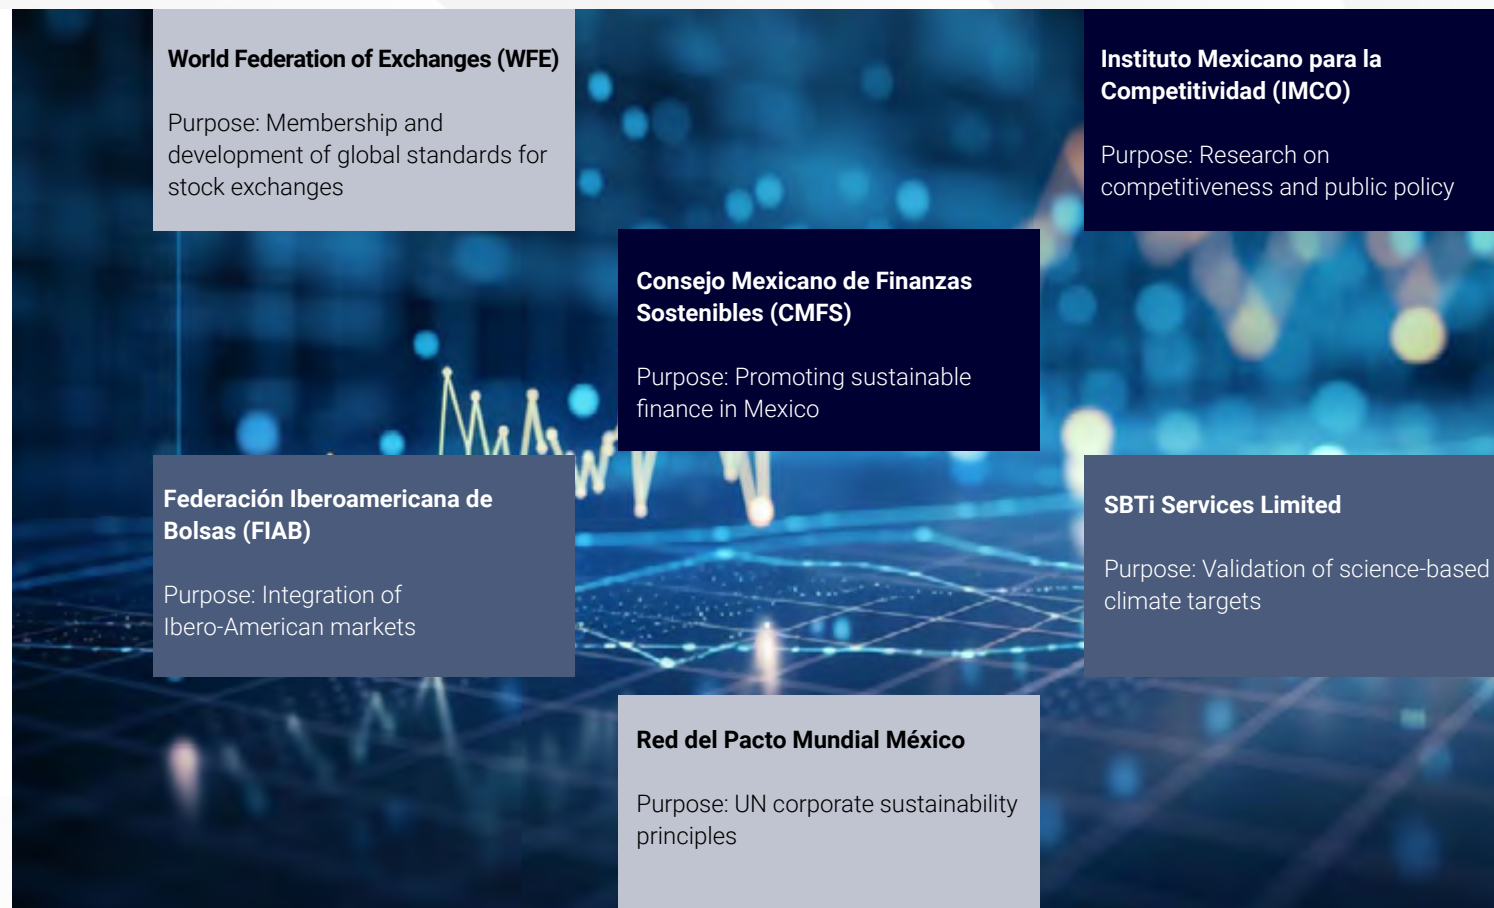 World Federation of Exchanges (WFE)
Purpose: Membership and
development of global standards for
stock exchanges
Federación Iberoamericana de
Bolsas (FIAB)
Purpose: Integration of
Ibero-American markets
Consejo Mexicano de Finanzas
Sostenibles (CMFS)
Purpose: Promoting sustainable
finance in Mexico
Red del Pacto Mundial México
Purpose: UN corporate sustainability
principles
Instituto Mexicano para la
Competitividad (IMCO)
Purpose: Research on
competitiveness and public policy
SBTi Services Limited
Purpose: Validation of science-based
climate targets